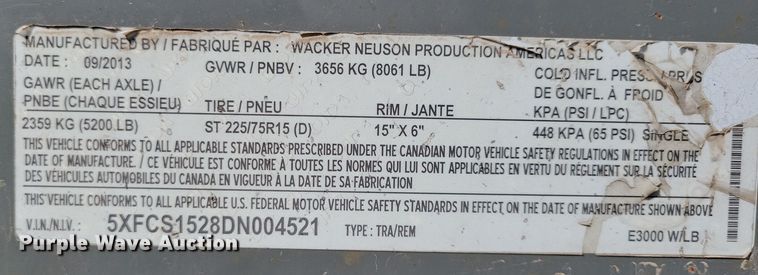 MANUFACTURED BY / FABRIQUÉ PAR : WACKER NEUSON PRODUCTION AMERICAS LLC
DATE : 09/2013 GVWR / PNBV : 3656 KG (8061 LB) COLD INFL. PRESS / PRES
GAWR (EACH AXLE) / DE GONFL. À FROID
PNBE (CHAQUE ESSIEU) TIRE / PNEU RIM / JANTE KPA (PSI / LPC)
2359 KG (5200 LB) ST 225/75R15 (D) 15" X 6" 448 KPA (65 PSI) SINGLE
THIS VEHICLE CONFORMS TO ALL APPLICABLE STANDARDS PRESCRIBED UNDER THE CANADIAN MOTOR VEHICLE SAFETY REGULATIONS IN EFFECT ON THE
DATE OF MANUFACTURE. / CE VÉHICULE EST CONFORME À TOUTES LES NORMES QUI LUI SONT APPLICABLES EN VERTU DU RÈGLEMENT SUR LA SÉCURITÉ
DES VÉHICULES AUTOMOBILES DU CANADA EN VIGUEUR À LA DATE DE SA-FABRICATION
THIS VEHICLE CONFORMS TO ALL APPLICABLE U.S. FEDERAL MOTOR VEHICLE SAFETY STANDARDS IN EFFECT ON THE DATE OF MANUFACTURE SHOWN ABOVE.
V.I.N./N.I.V.: 5XFCS1528DN004521 TYPE: TRA/REM E3000 W/LB
Purple Wave Auction